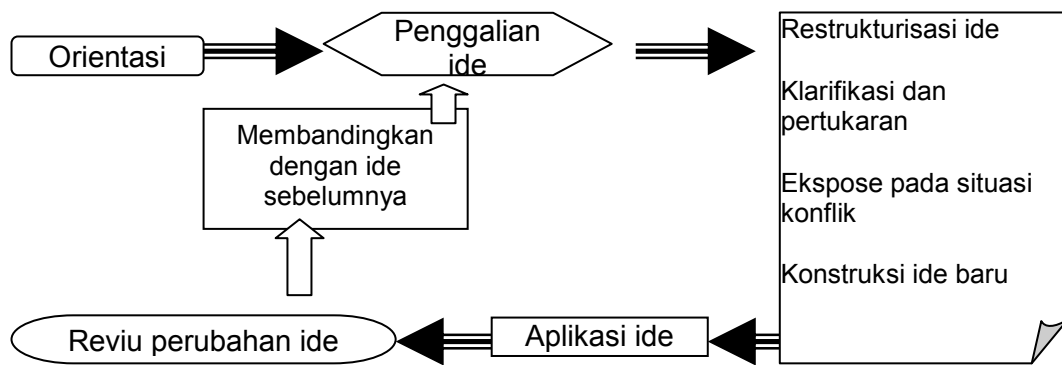 Orientasi
Penggalian
ide
Restrukturisasi ide
Klarifikasi dan
pertukaran
Ekspose pada situasi
konflik
Konstruksi ide baru
Membandingkan
dengan ide
sebelumnya
Reviu perubahan ide
Aplikasi ide